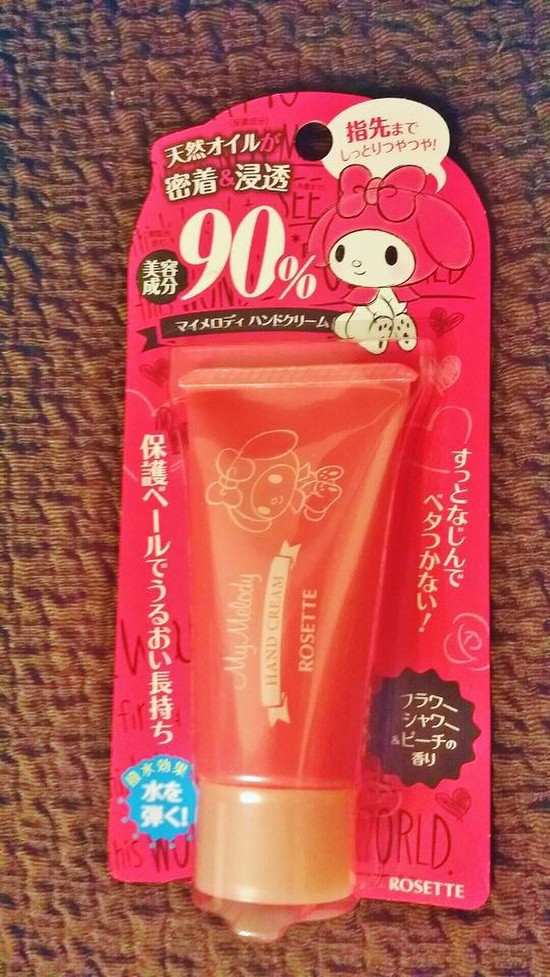 指先まで
しっとりつやつや!
天然オイルが
密着&浸透
美容
成分
90%
*
マイメロディ ハンドクリーム
保護ベールでうるおい長持ち
すっとなじんで
ベタつかない!
My Melody
HAND CREAM
ROSETTE
フラワー
シャワー
&ピーチの
香り
撥水効果
水を
弾く!
ORLD.
ROSETTE